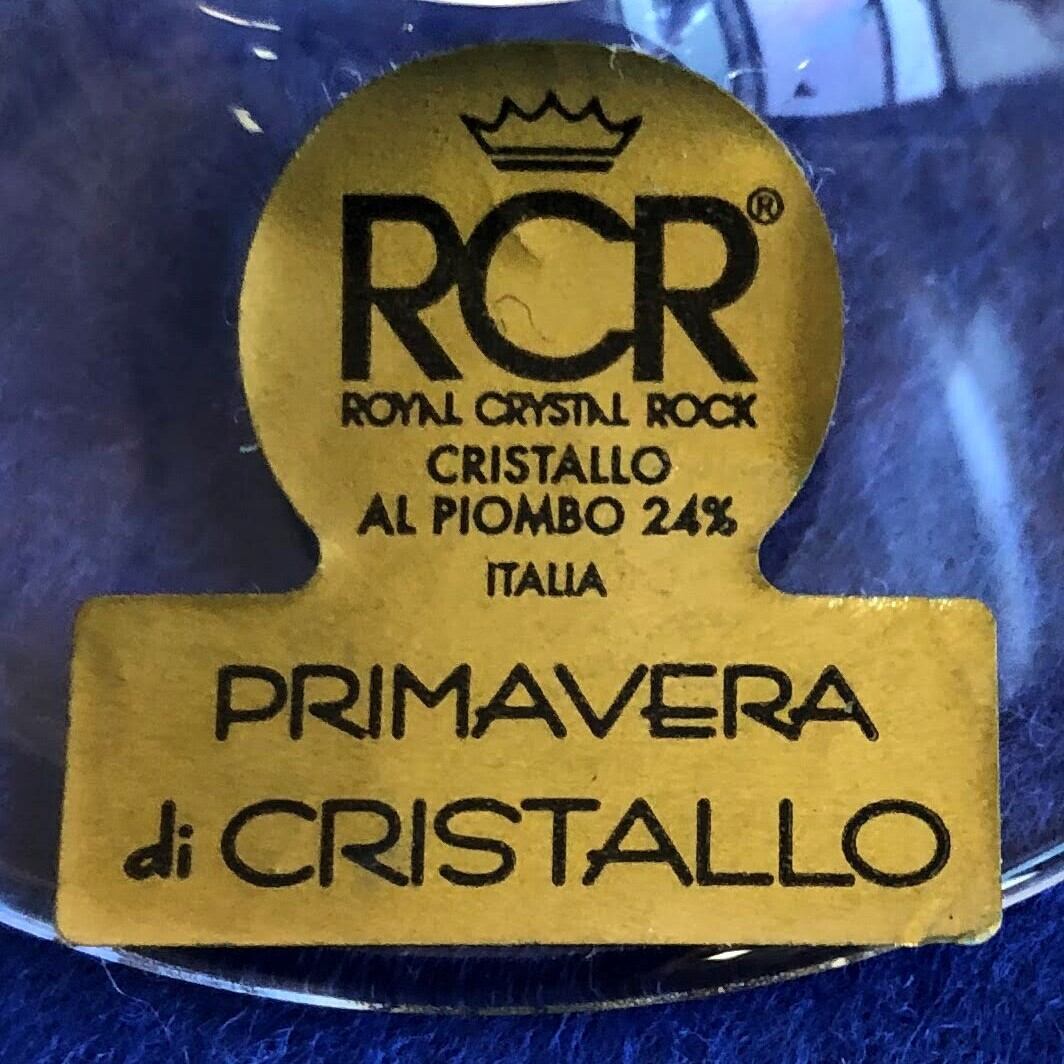 RCR®
ROYAL CRYSTAL ROCK
CRISTALLO
AL PIOMBO 24%
ITALIA
PRIMAVERA
di CRISTALLO